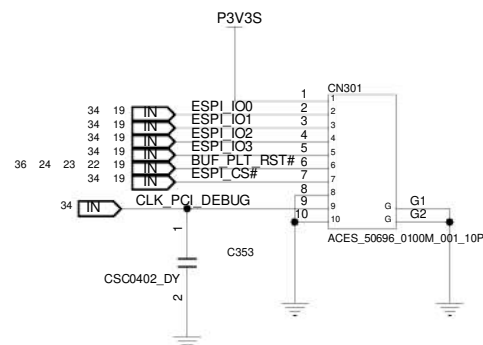 P3V3S
CN301
1 1
34 19 IN ESPI_IO0 2 2
34 19 IN ESPI_IO1 3 3
34 19 IN ESPI_IO2 4 4
34 19 IN ESPI_IO3 5 5
36 24 23 22 19 IN BUF_PLT_RST# 6 6
34 19 IN ESPI_CS# 7 7
8 8
34 IN CLK_PCI_DEBUG 9 9 G G1
10 10 G G2
ACES_50696_0100M_001_10P
1
C353
CSC0402_DY
2